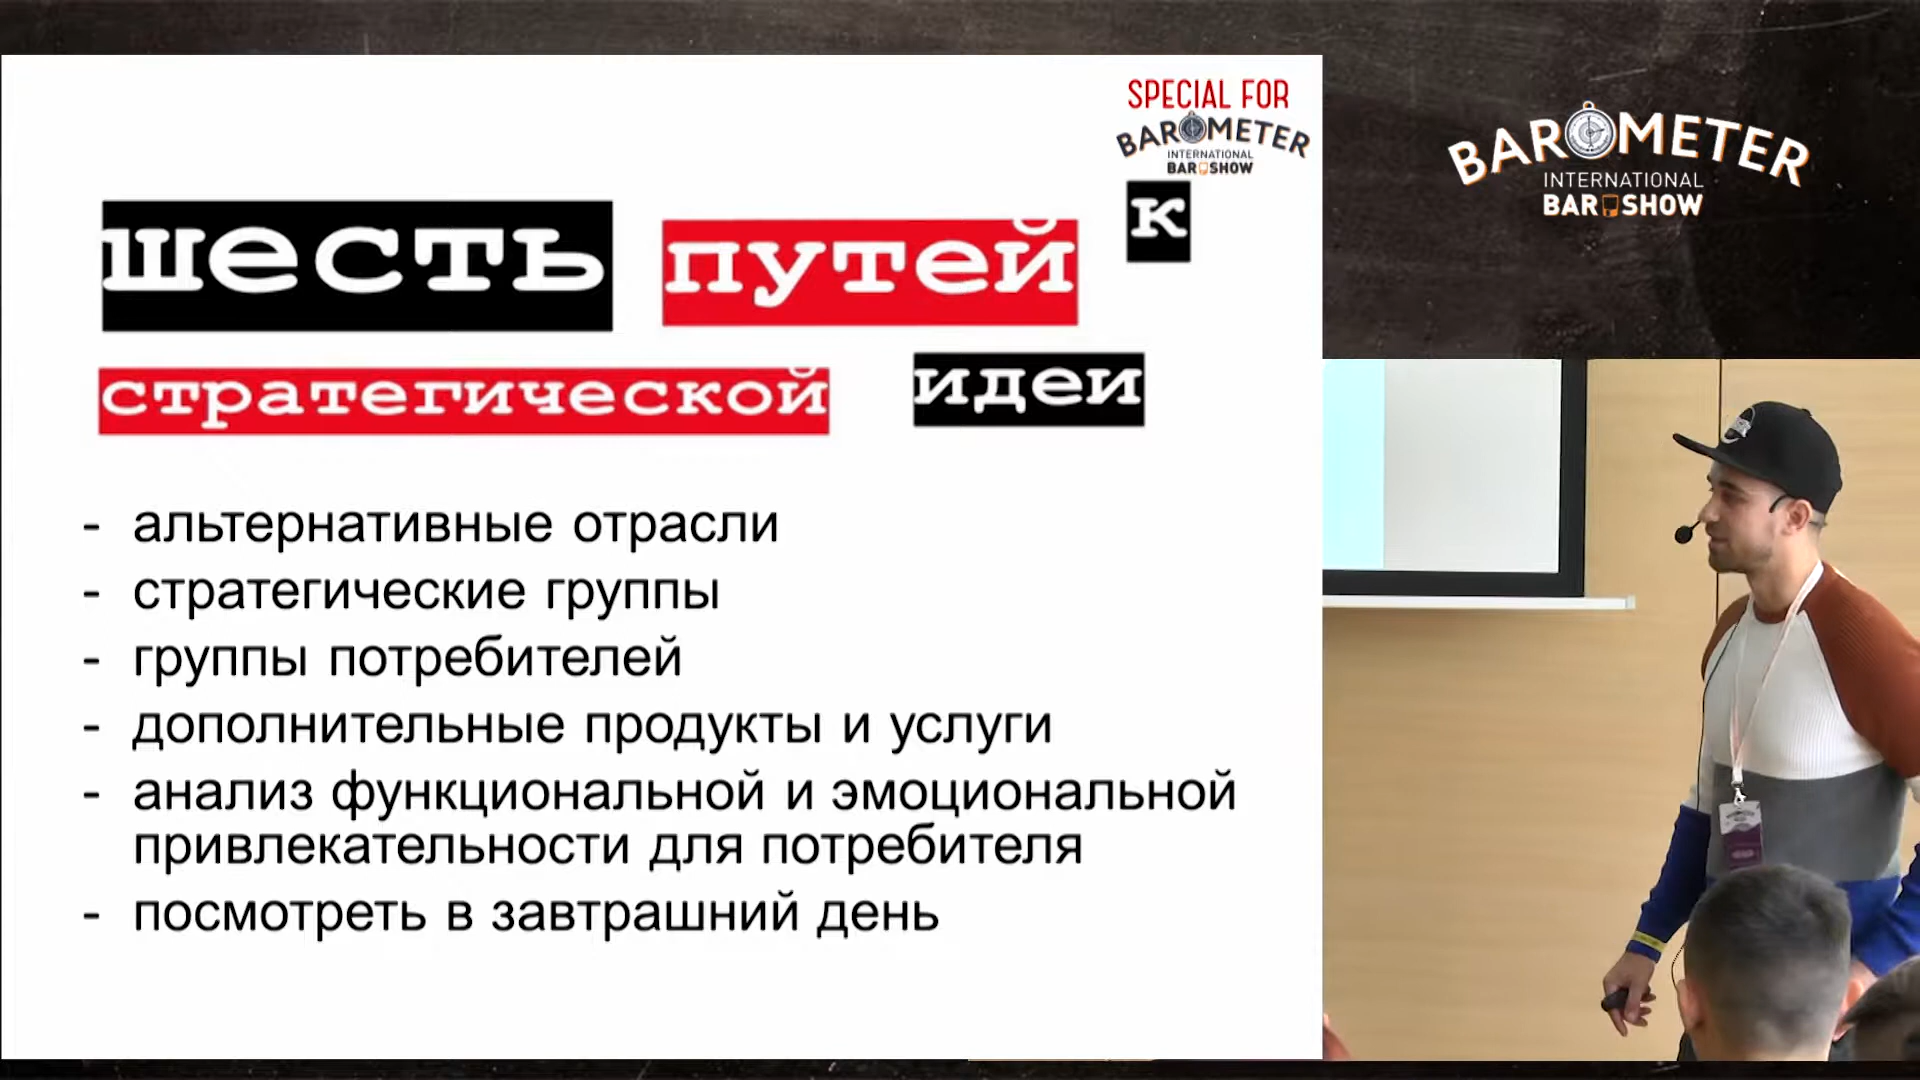 SPECIAL FOR
BAROMETER
INTERNATIONAL
BAR SHOW
шесть путей к
стратегической идеи
- альтернативные отрасли
- стратегические группы
- группы потребителей
- дополнительные продукты и услуги
- анализ функциональной и эмоциональной
привлекательности для потребителя
- посмотреть в завтрашний день
BAROMETER
INTERNATIONAL
BAR SHOW